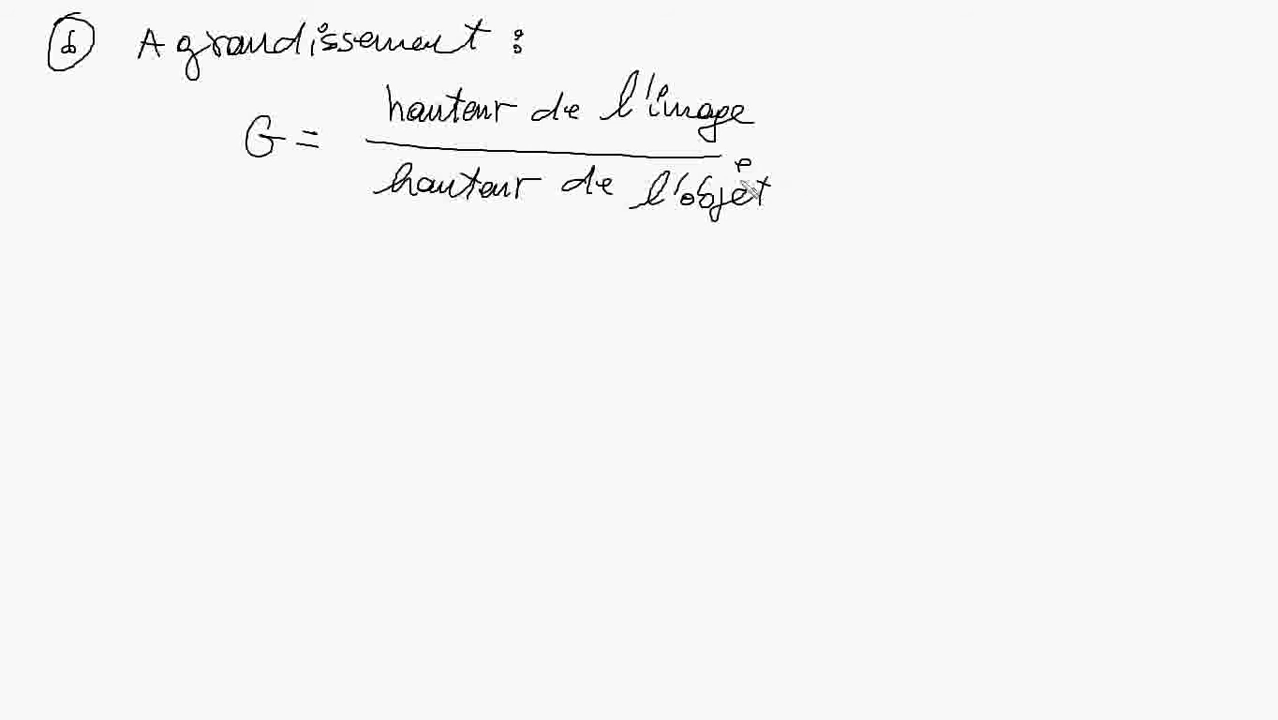 ⑥ Agrandissement :
hauteur de l'image
G =
hauteur de l'objet